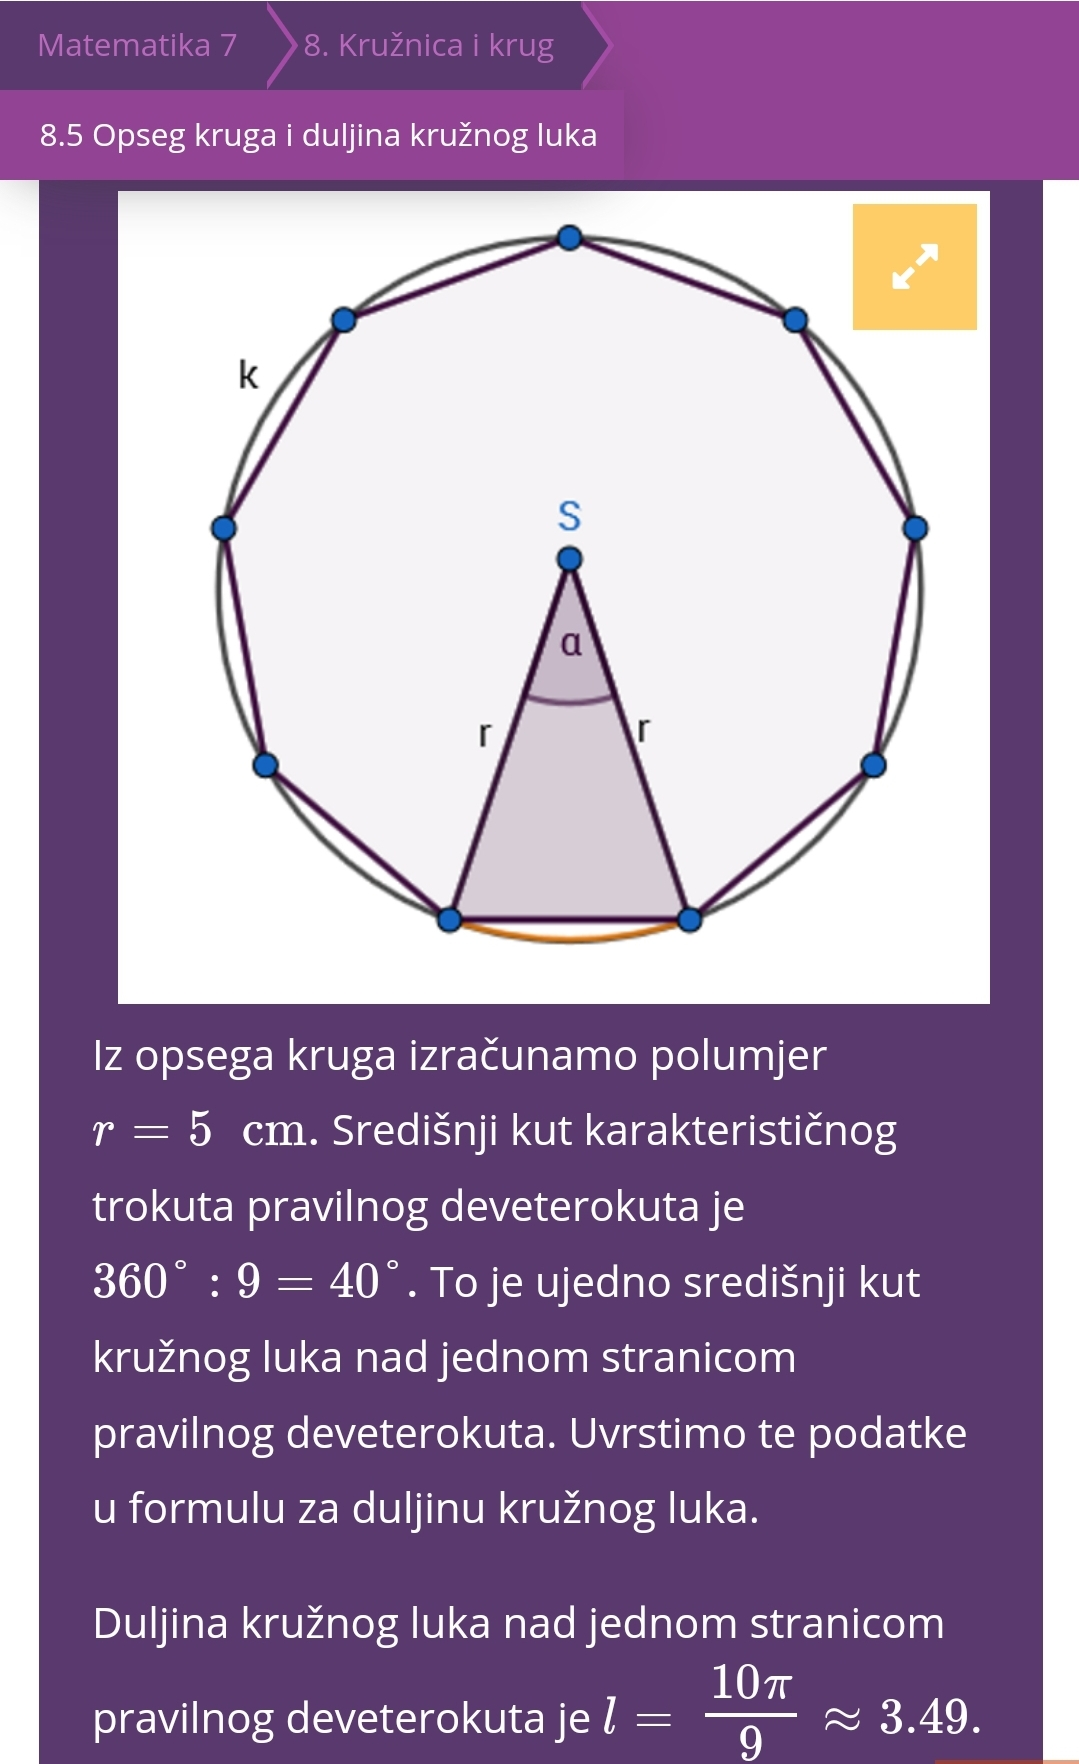 Matematika 7
8. Kružnica i krug
8.5 Opseg kruga i duljina kružnog luka
k
S
α
r
r
Iz opsega kruga izračunamo polumjer
r = 5 cm. Središnji kut karakterističnog
trokuta pravilnog deveterokuta je
360° : 9 = 40°. To je ujedno središnji kut
kružnog luka nad jednom stranicom
pravilnog deveterokuta. Uvrstimo te podatke
u formulu za duljinu kružnog luka.
Duljina kružnog luka nad jednom stranicom
pravilnog deveterokuta je l = 10π/9 ≈ 3.49.